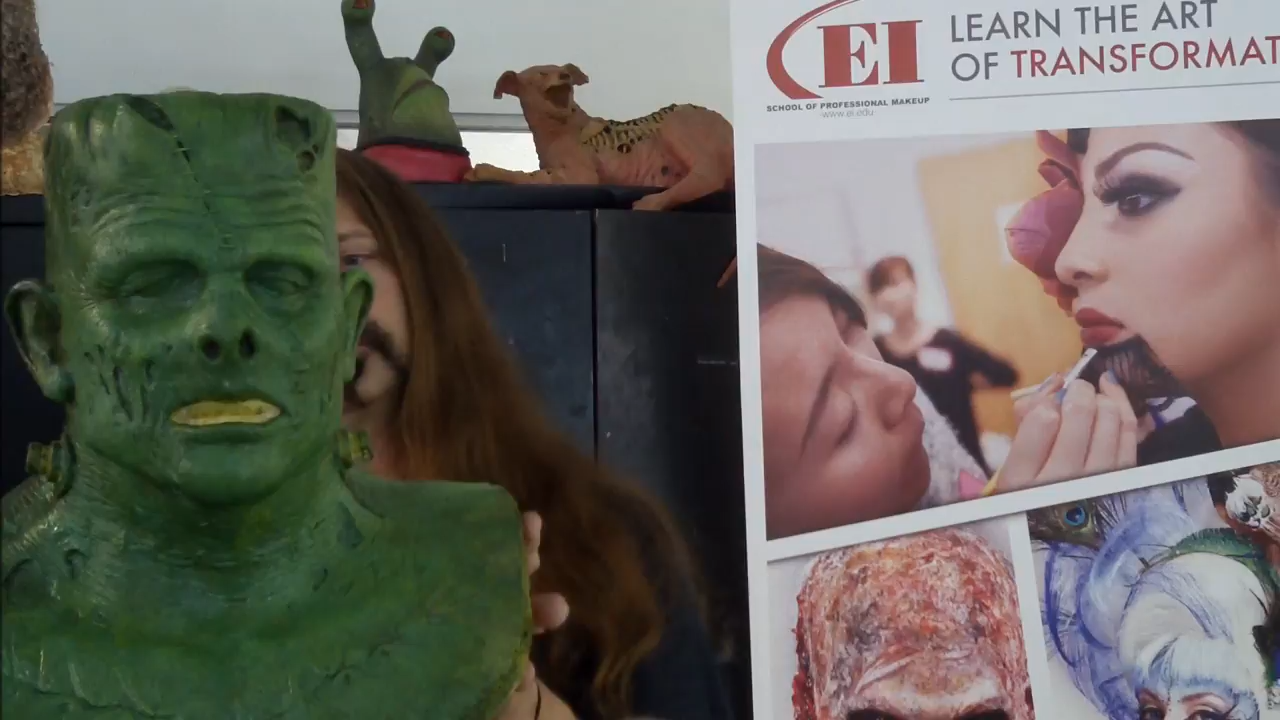 EI
SCHOOL OF PROFESSIONAL MAKEUP
www.ei.edu
LEARN THE ART
OF TRANSFORMAT